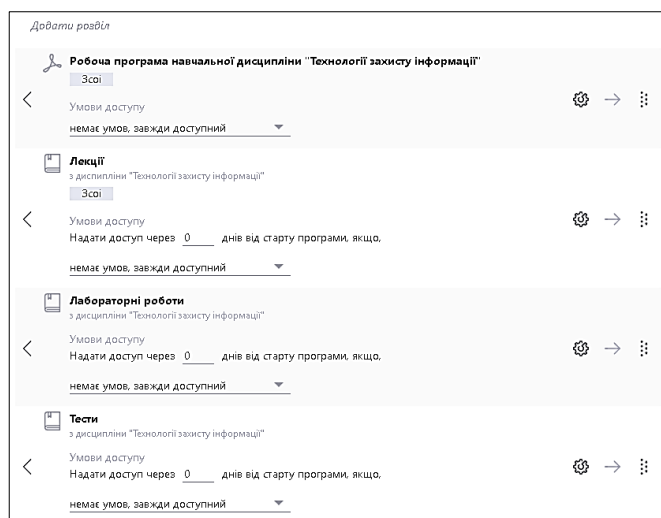 Додати розділ
Робоча програма навчальної дисципліни "Технології захисту інформації"
Зсоі
Умови доступу
немає умов, завжди доступний
Лекції
з дисципліни "Технології захисту інформації"
Зсоі
Умови доступу
Надати доступ через 0 днів від старту програми, якщо,
немає умов, завжди доступний
Лабораторні роботи
з дисципліни "Технології захисту інформації"
Умови доступу
Надати доступ через 0 днів від старту програми, якщо,
немає умов, завжди доступний
Тести
з дисципліни "Технології захисту інформації"
Умови доступу
Надати доступ через 0 днів від старту програми, якщо,
немає умов, завжди доступний